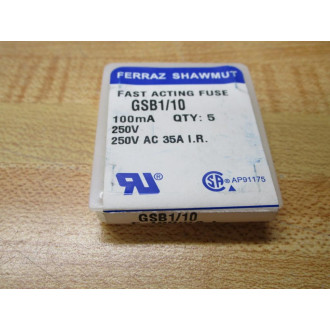 FERRAZ SHAWMUT
FAST ACTING FUSE
GSB1/10
100mA QTY: 5
250V
250V AC 35A I.R.
AP91175
GSB1/10